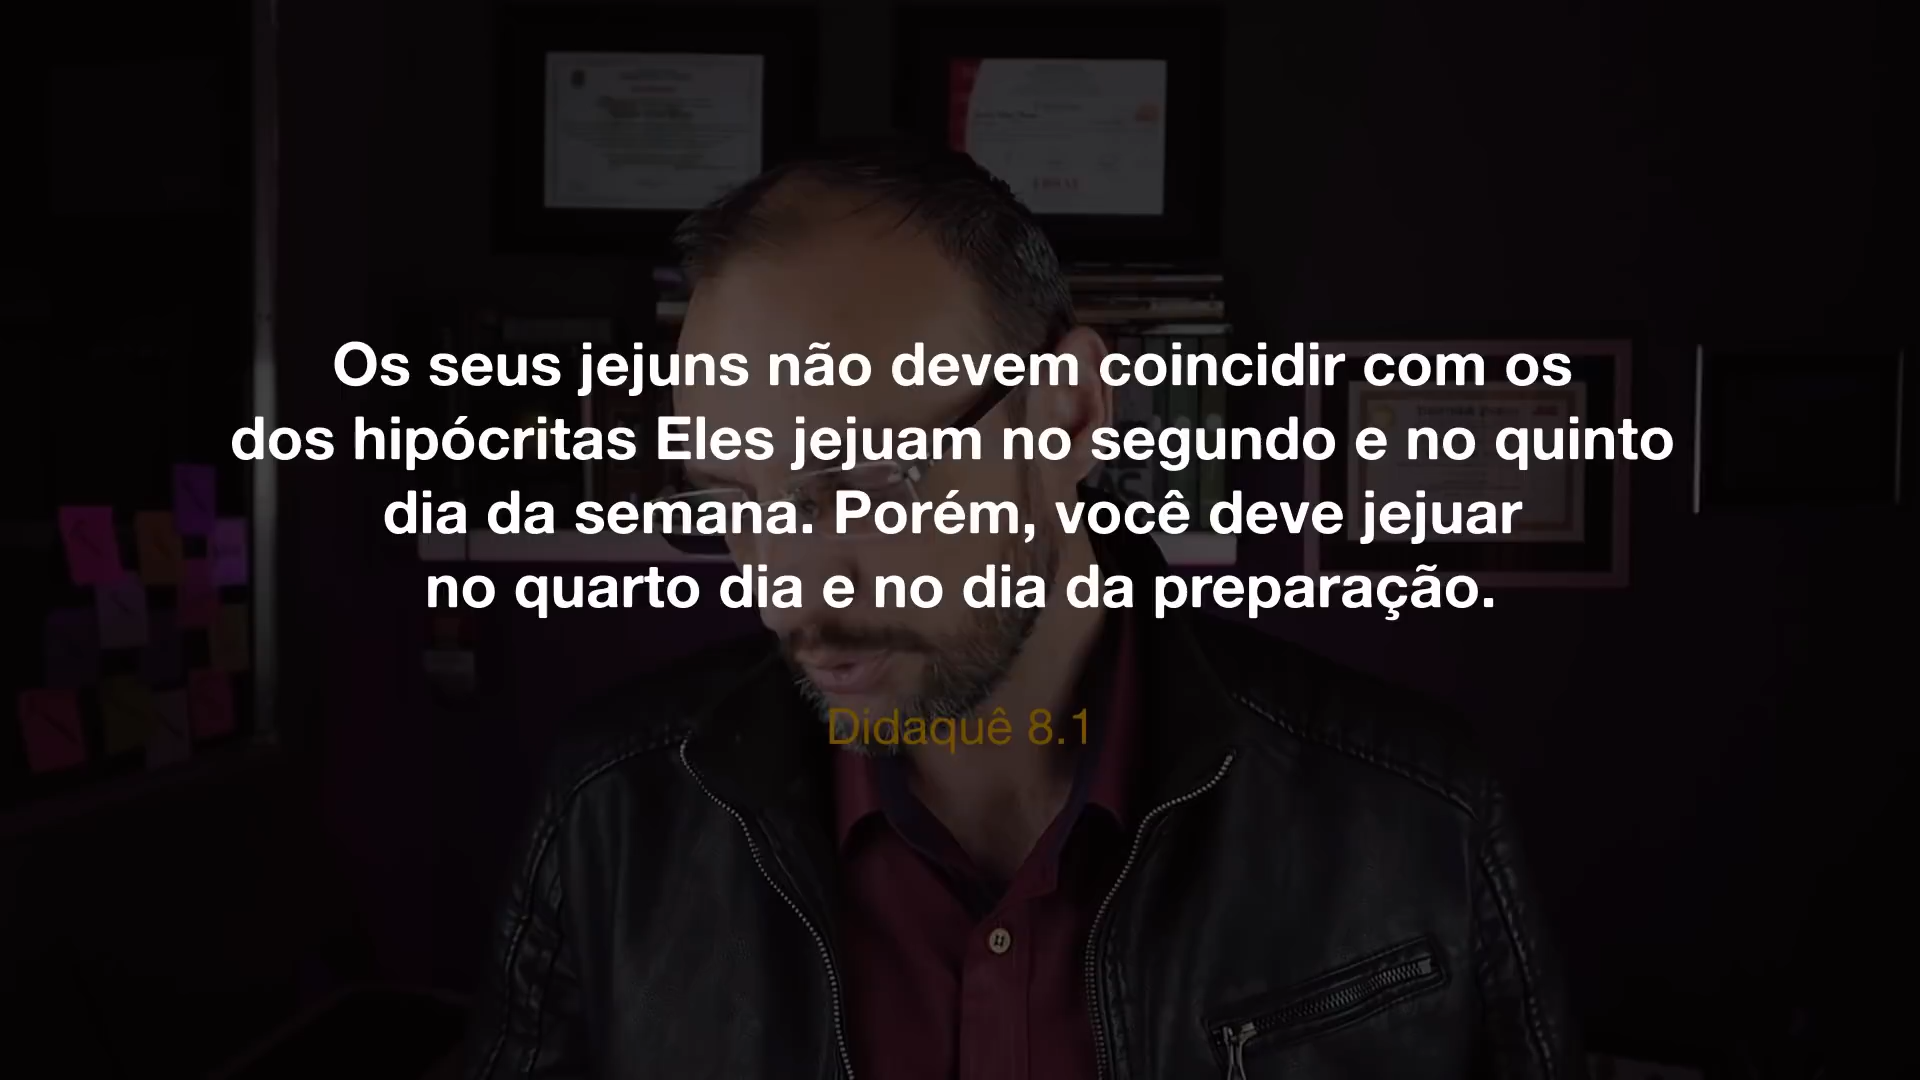 Os seus jejuns não devem coincidir com os
dos hipócritas Eles jejuam no segundo e no quinto
dia da semana. Porém, você deve jejuar
no quarto dia e no dia da preparação.
Didaquê 8.1